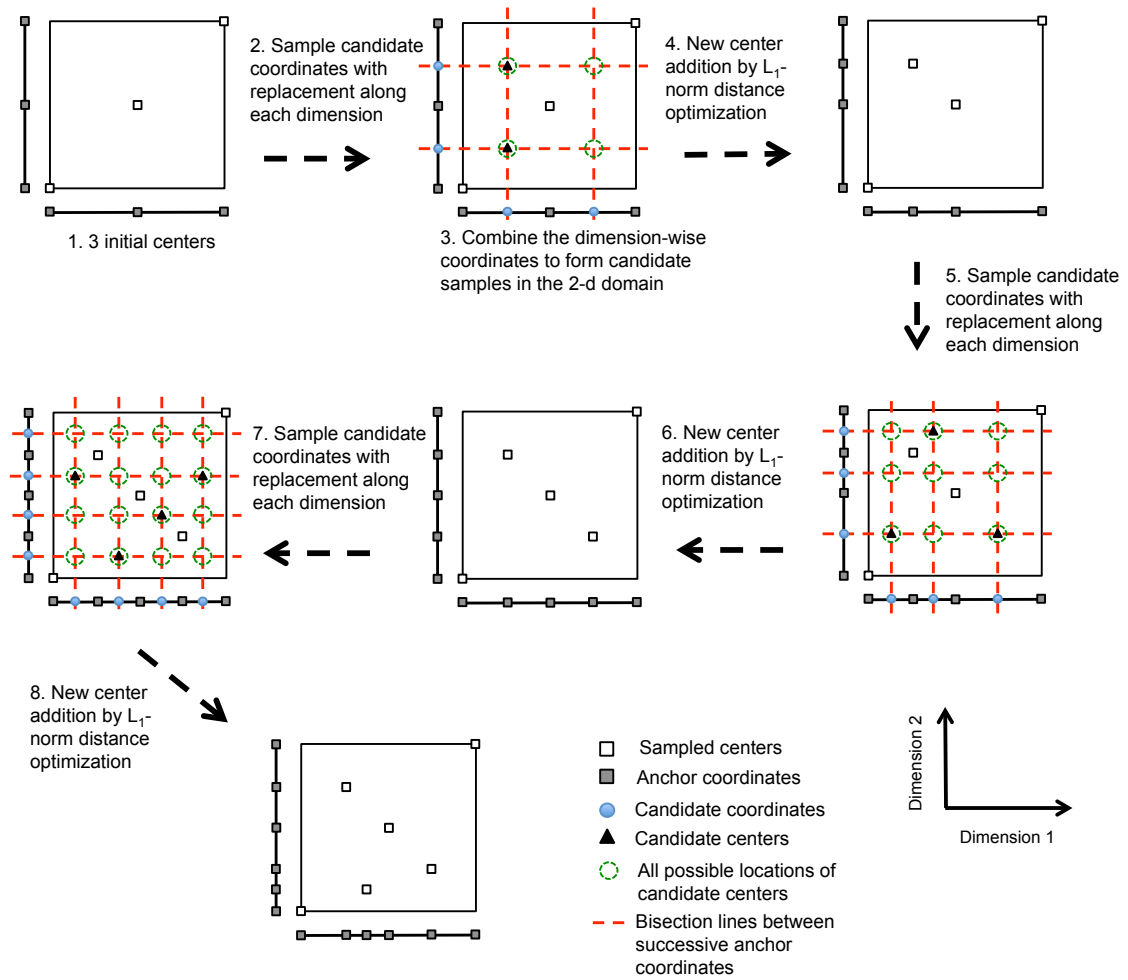 2. Sample candidate
coordinates with
replacement along
each dimension
4. New center
addition by L1-
norm distance
optimization
1. 3 initial centers
3. Combine the dimension-wise
coordinates to form candidate
samples in the 2-d domain
5. Sample candidate
coordinates with
replacement along
each dimension
6. New center
addition by L1-
norm distance
optimization
7. Sample candidate
coordinates with
replacement along
each dimension
8. New center
addition by L1-
norm distance
optimization
Sampled centers
Anchor coordinates
Candidate coordinates
Candidate centers
All possible locations of
candidate centers
Bisection lines between
successive anchor
coordinates
Dimension 2
Dimension 1